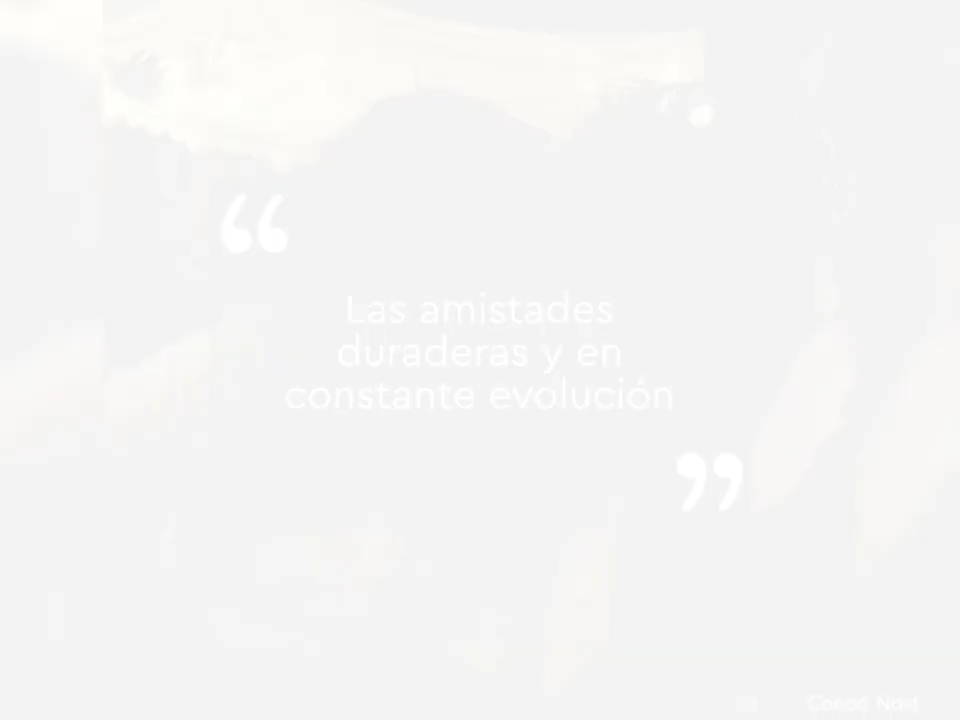 “
Las amistades
duraderas y en
constante evolución
”
Condé Nast